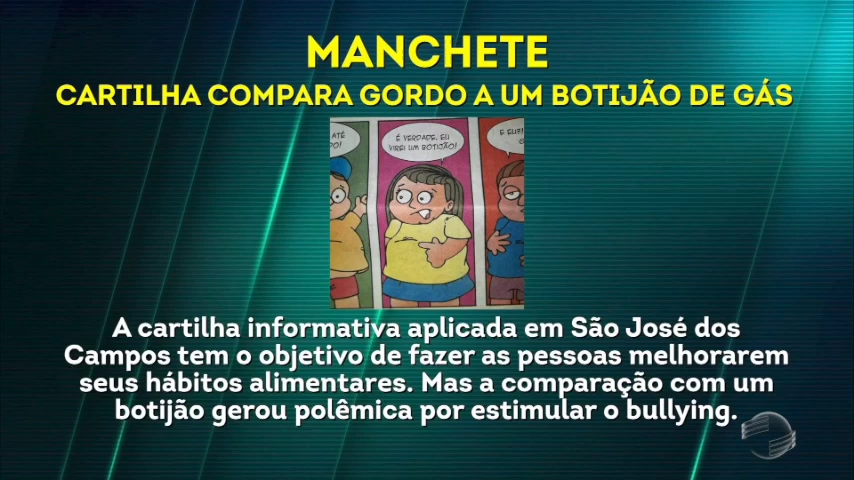 MANCHETE
CARTILHA COMPARA GORDO A UM BOTIJÃO DE GÁS
ATÉ
É VERDADE, EU
VIREI UM BOTIJÃO!
E EU?!
A cartilha informativa aplicada em São José dos
Campos tem o objetivo de fazer as pessoas melhorarem
seus hábitos alimentares. Mas a comparação com um
botijão gerou polêmica por estimular o bullying.